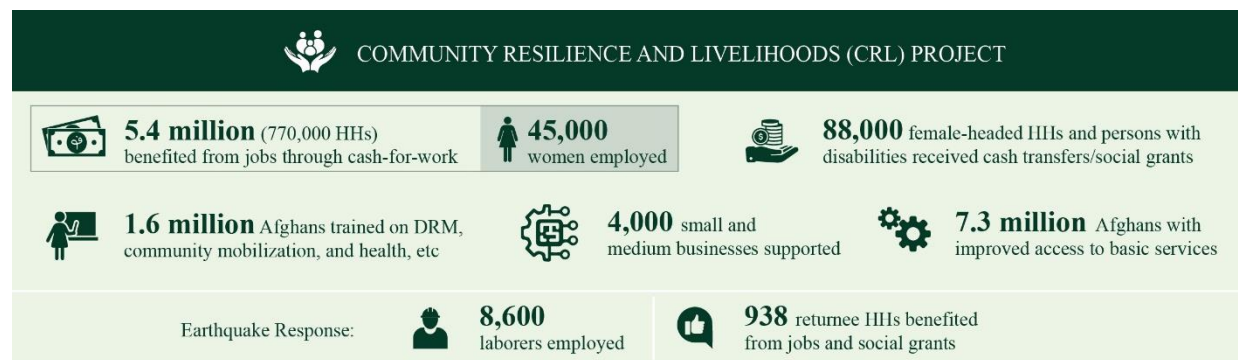 COMMUNITY RESILIENCE AND LIVELIHOODS (CRL) PROJECT
5.4 million (770,000 HHs)
benefited from jobs through cash-for-work
45,000
women employed
88,000 female-headed HHs and persons with
disabilities received cash transfers/social grants
1.6 million Afghans trained on DRM,
community mobilization, and health, etc
4,000 small and
medium businesses supported
7.3 million Afghans with
improved access to basic services
Earthquake Response:
8,600
laborers employed
938 returnee HHs benefited
from jobs and social grants